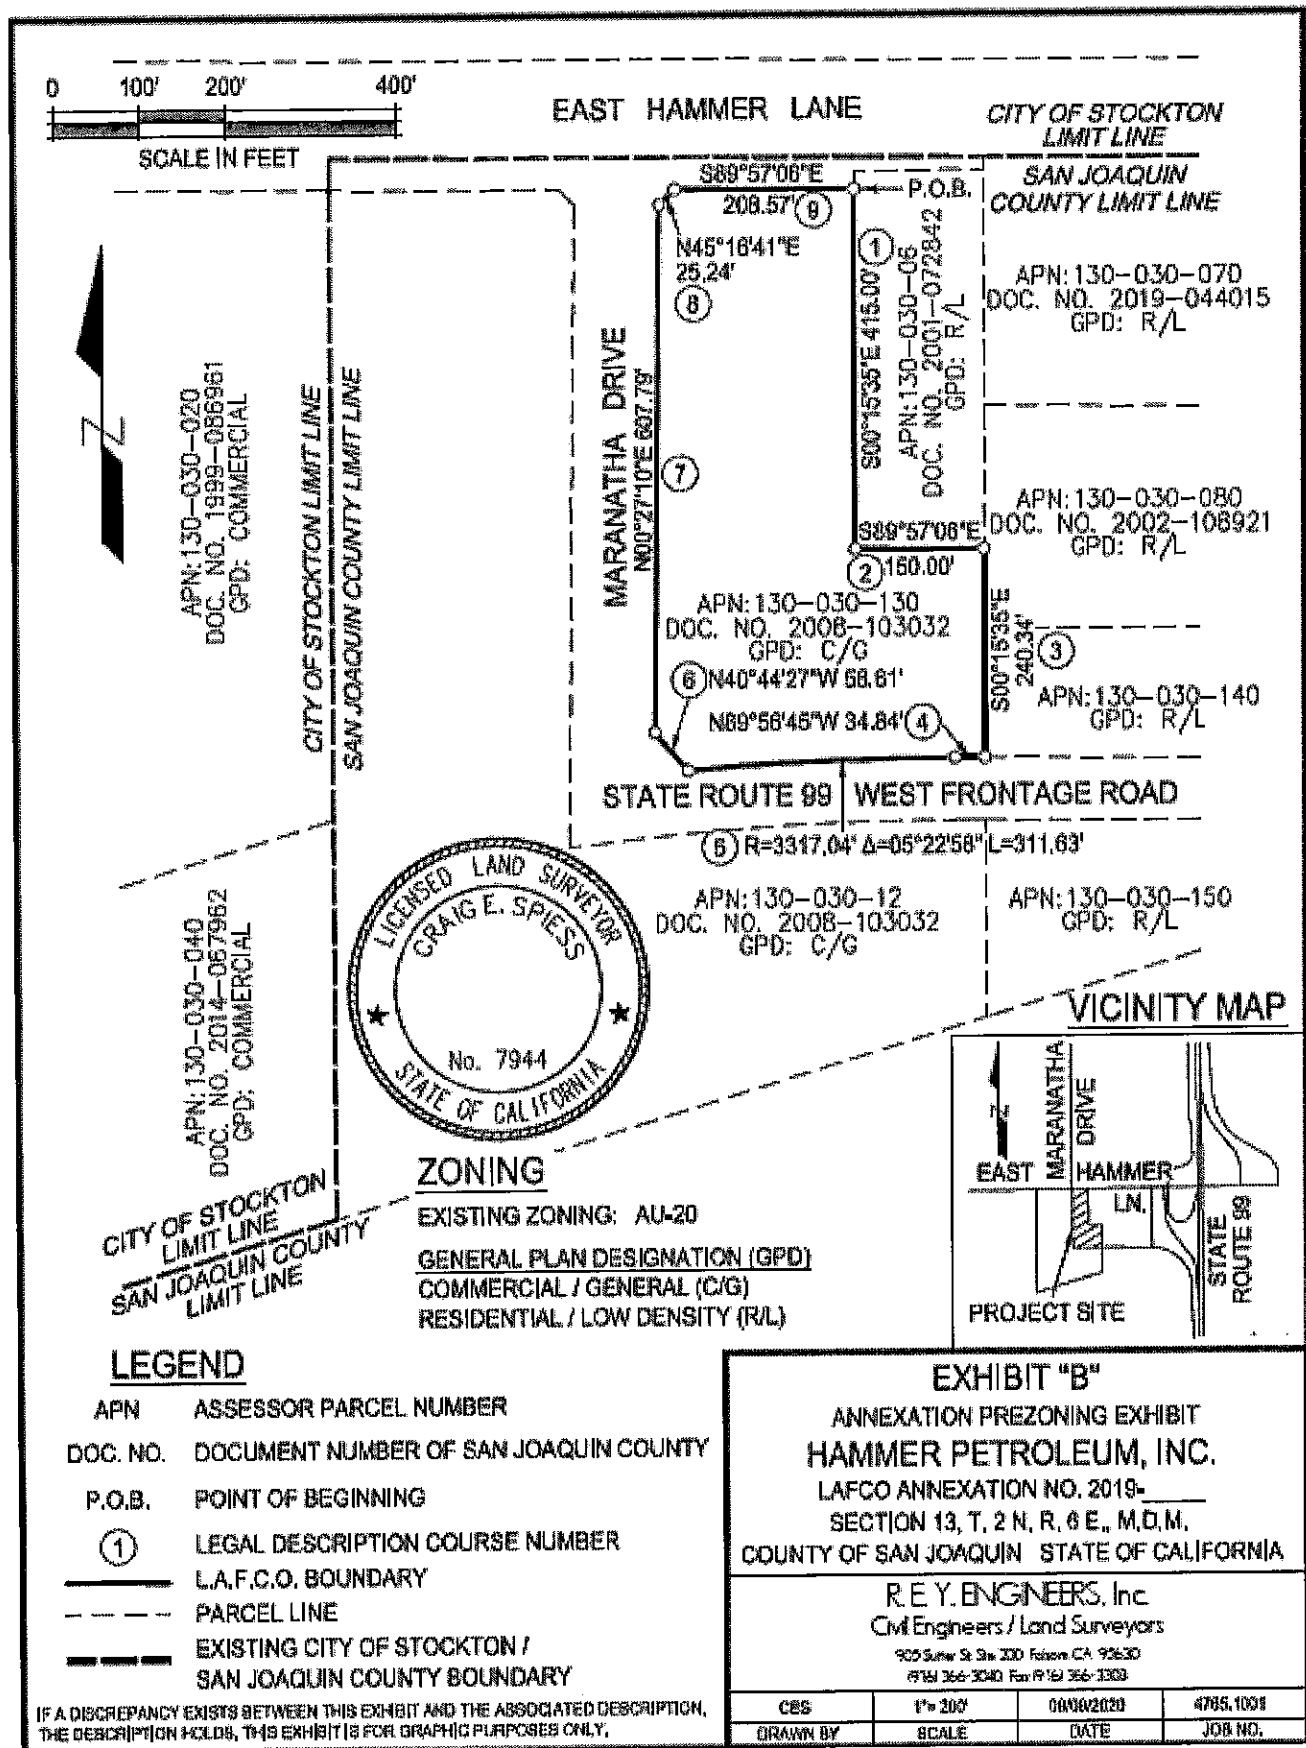 0 100' 200' 400'
SCALE IN FEET
EAST HAMMER LANE
CITY OF STOCKTON
LIMIT LINE
SAN JOAQUIN
COUNTY LIMIT LINE
S89°57'06"E
208.57' 9
P.O.B.
N45°16'41"E
25.24'
8
1
S00°15'35"E 415.00'
APN:130-030-06
DOC. NO. 2001-072842
GPD: R/L
APN:130-030-070
DOC. NO. 2019-044015
GPD: R/L
MARANATHA DRIVE
N00°27'10"E 607.79'
7
APN:130-030-020
DOC. NO. 1999-086961
GPD: COMMERCIAL
CITY OF STOCKTON LIMIT LINE
SAN JOAQUIN COUNTY LIMIT LINE
APN:130-030-080
DOC. NO. 2002-108921
GPD: R/L
S89°57'06"E
2 150.00'
APN:130-030-130
DOC. NO. 2008-103032
GPD: C/G
S00°15'35"E
240.34'
3
6 N40°44'27"W
N89°56'45"W 34.84' 4
APN:130-030-140
GPD: R/L
STATE ROUTE 99 WEST FRONTAGE ROAD
5 R=3317.04' Δ=05°22'58" L=311.63'
APN:130-030-12
DOC. NO. 2008-103032
GPD: C/G
APN:130-030-150
GPD: R/L
LICENSED LAND SURVEYOR
CRAIG E. SPIESS
No. 7944
STATE OF CALIFORNIA
APN:130-030-040
DOC. NO. 2014-067962
GPD: COMMERCIAL
CITY OF STOCKTON
LIMIT LINE
SAN JOAQUIN COUNTY
LIMIT LINE
ZONING
EXISTING ZONING: AU-20
GENERAL PLAN DESIGNATION (GPD)
COMMERCIAL / GENERAL (C/G)
RESIDENTIAL / LOW DENSITY (R/L)
VICINITY MAP
MARANATHA
DRIVE
EAST HAMMER
LN.
STATE
ROUTE 99
PROJECT SITE
LEGEND
APN ASSESSOR PARCEL NUMBER
DOC. NO. DOCUMENT NUMBER OF SAN JOAQUIN COUNTY
P.O.B. POINT OF BEGINNING
1 LEGAL DESCRIPTION COURSE NUMBER
L.A.F.C.O. BOUNDARY
PARCEL LINE
EXISTING CITY OF STOCKTON /
SAN JOAQUIN COUNTY BOUNDARY
IF A DISCREPANCY EXISTS BETWEEN THIS EXHIBIT AND THE ASSOCIATED DESCRIPTION,
THE DESCRIPTION HOLDS, THIS EXHIBIT IS FOR GRAPHIC PURPOSES ONLY.
EXHIBIT "B"
ANNEXATION PREZONING EXHIBIT
HAMMER PETROLEUM, INC.
LAFCO ANNEXATION NO. 2019-____
SECTION 13, T. 2 N, R. 6 E., M.D.M.
COUNTY OF SAN JOAQUIN STATE OF CALIFORNIA
R.E.Y. ENGINEERS, Inc.
Civil Engineers / Land Surveyors
CES 1"= 200'
DRAWN BY SCALE DATE JOB NO.